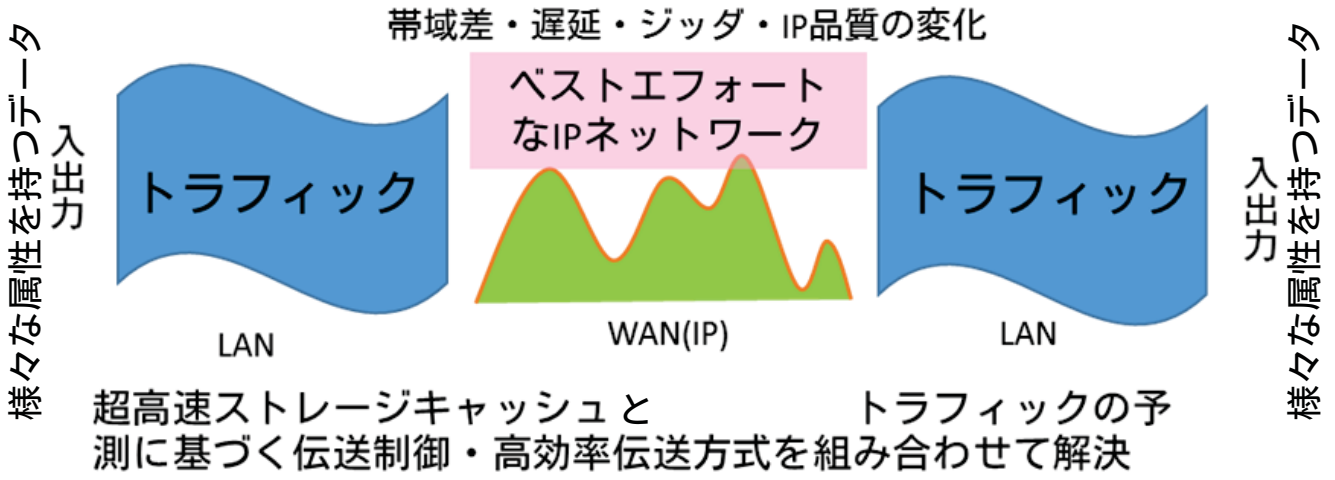 帯域差・遅延・ジッダ・IP品質の変化
様々な属性を持つデータ
入出力
トラフィック
LAN
ベストエフォート
なIPネットワーク
WAN(IP)
トラフィック
LAN
入出力
様々な属性を持つデータ
超高速ストレージキャッシュと　　　　　トラフィックの予
測に基づく伝送制御・高効率伝送方式を組み合わせて解決